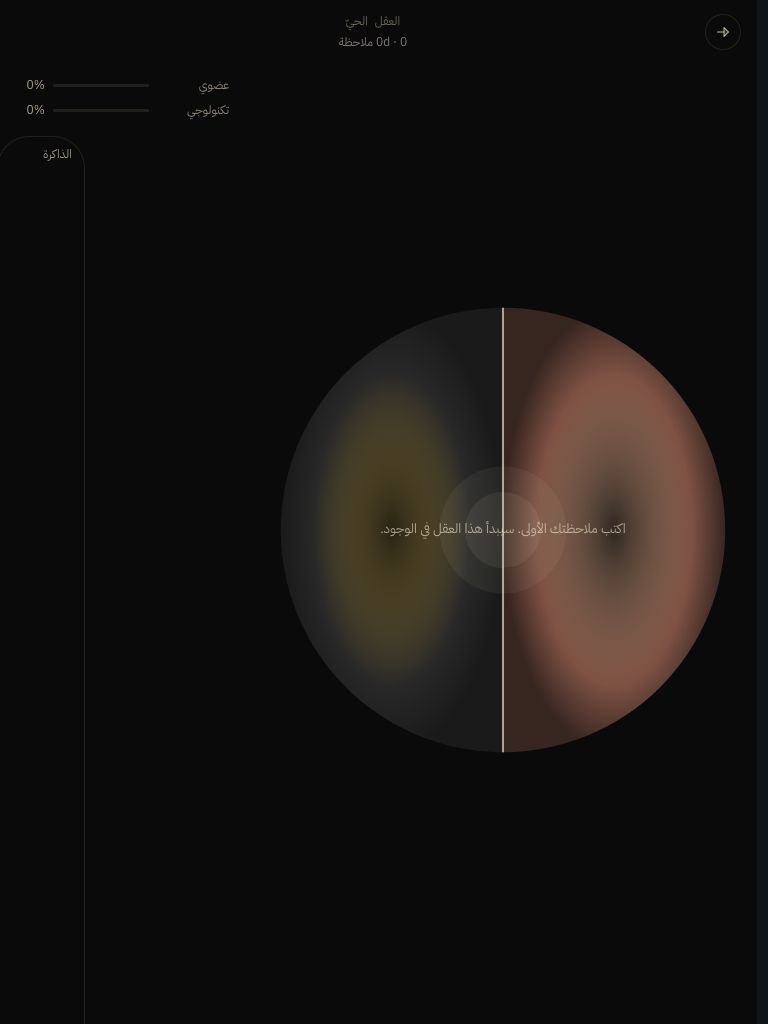 العقل الحيّ
0d · 0 ملاحظة
عضوي 0%
تكنولوجي 0%
الذاكرة
اكتب ملاحظتك الأولى. سيبدأ هذا العقل في الوجود.